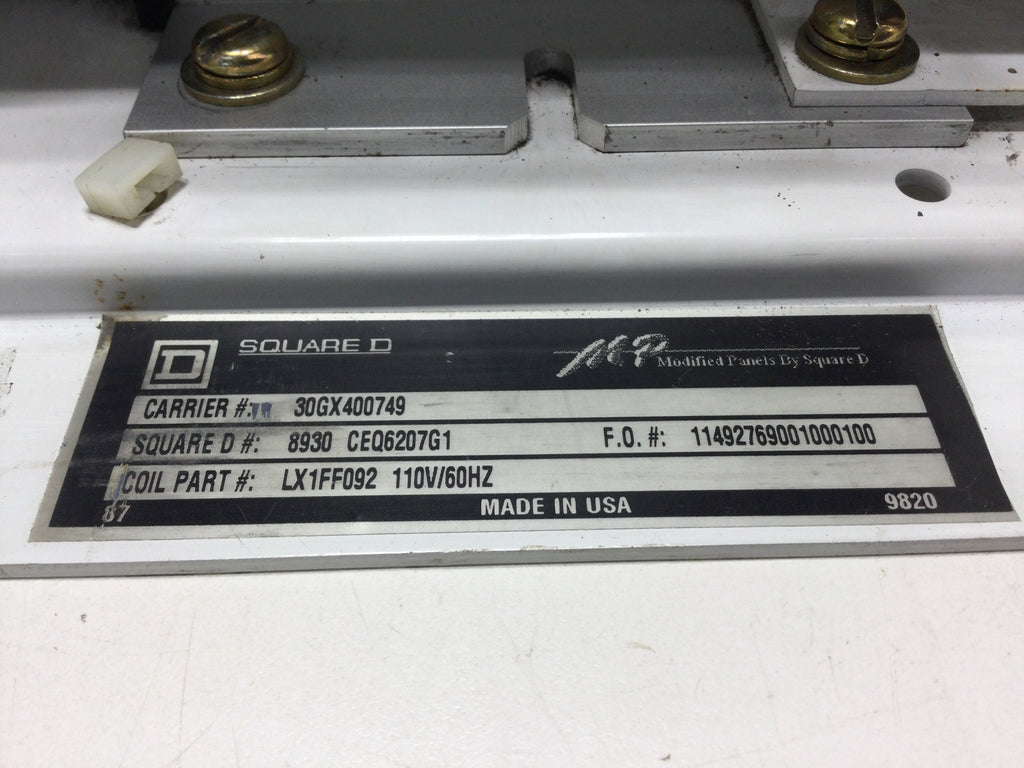 D SQUARE D MP Modified Panels By Square D
CARRIER #: 30GX400749
SQUARE D #: 8930 CEQ6207G1 F.O. #: 11492769001000100
COIL PART #: LX1FF092 110V/60HZ
87 MADE IN USA 9820